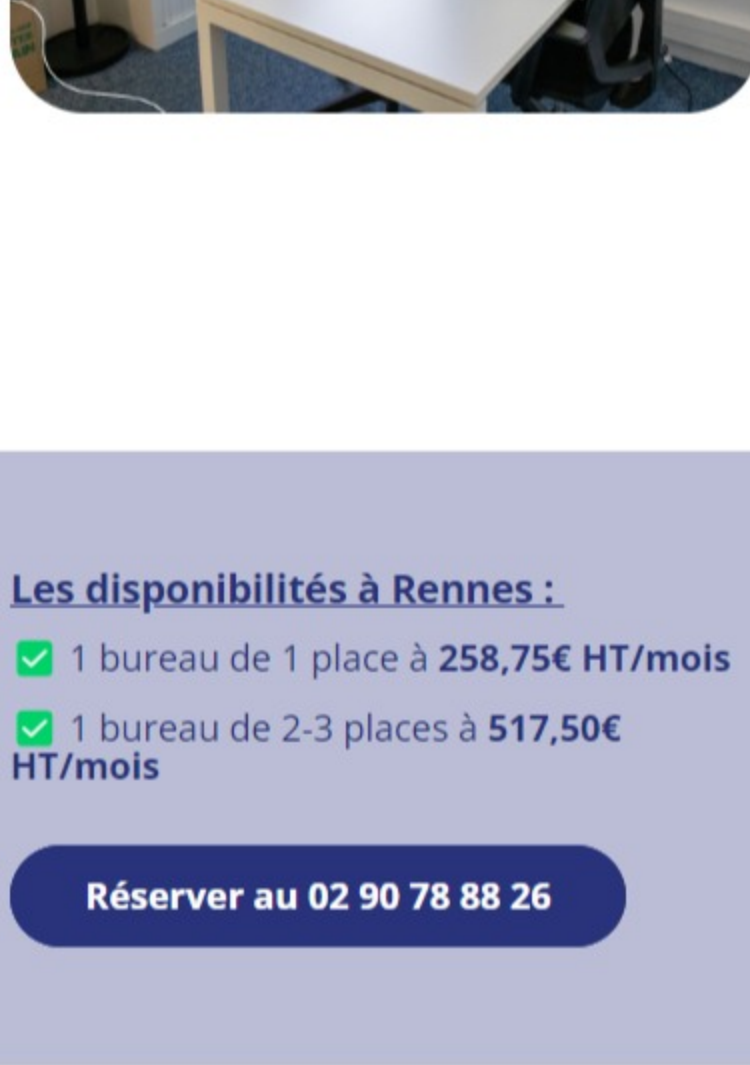 Les disponibilités à Rennes :
✅ 1 bureau de 1 place à 258,75€ HT/mois
✅ 1 bureau de 2-3 places à 517,50€
HT/mois
Réserver au 02 90 78 88 26